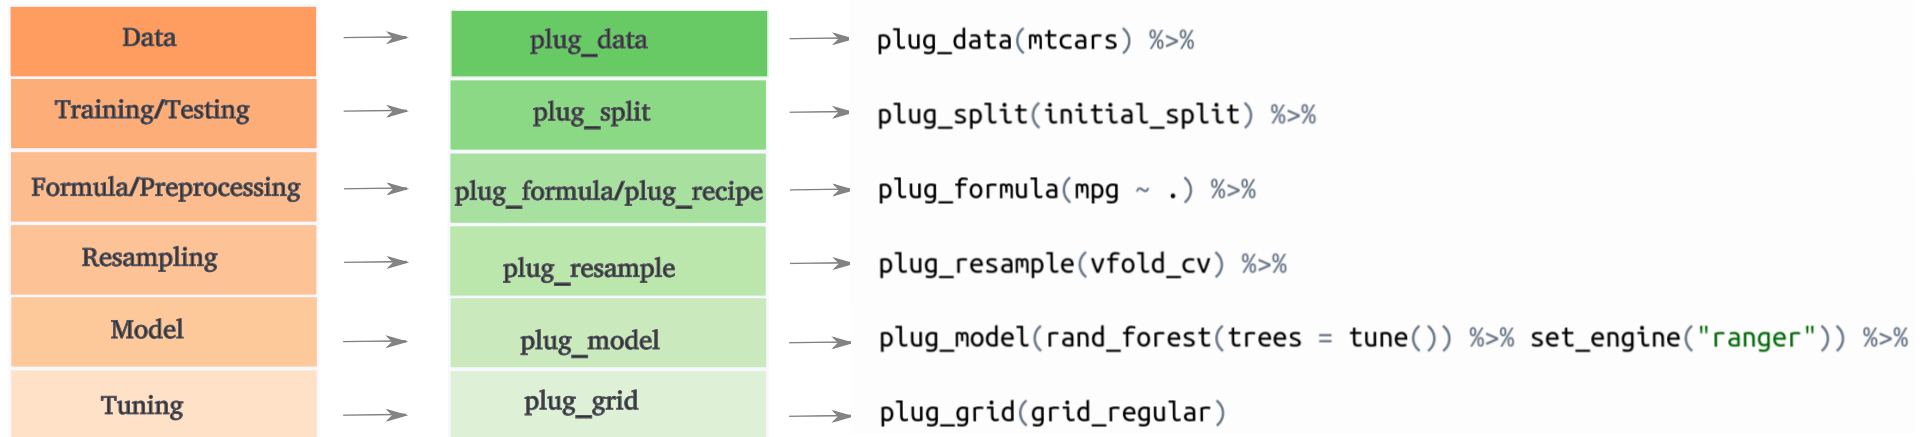 Data plug_data plug_data(mtcars) %>%
Training/Testing plug_split plug_split(initial_split) %>%
Formula/Preprocessing plug_formula/plug_recipe plug_formula(mpg ~ .) %>%
Resampling plug_resample plug_resample(vfold_cv) %>%
Model plug_model plug_model(rand_forest(trees = tune()) %>% set_engine("ranger")) %>%
Tuning plug_grid plug_grid(grid_regular)